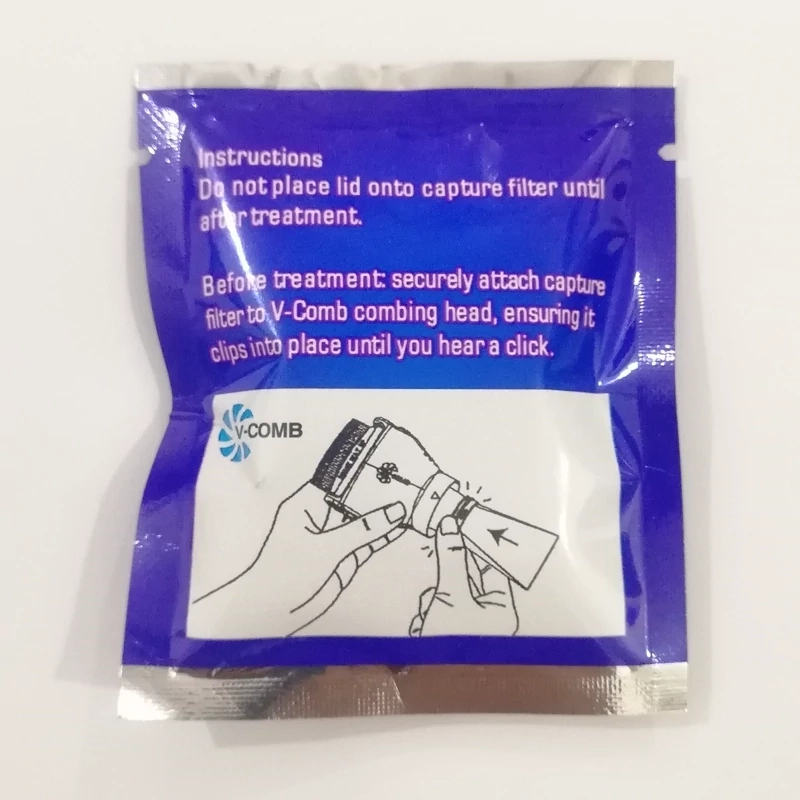 Instructions
Do not place lid onto capture filter until
after treatment.
Before treatment: securely attach capture
filter to V-Comb combing head, ensuring it
clips into place until you hear a click.
V-COMB